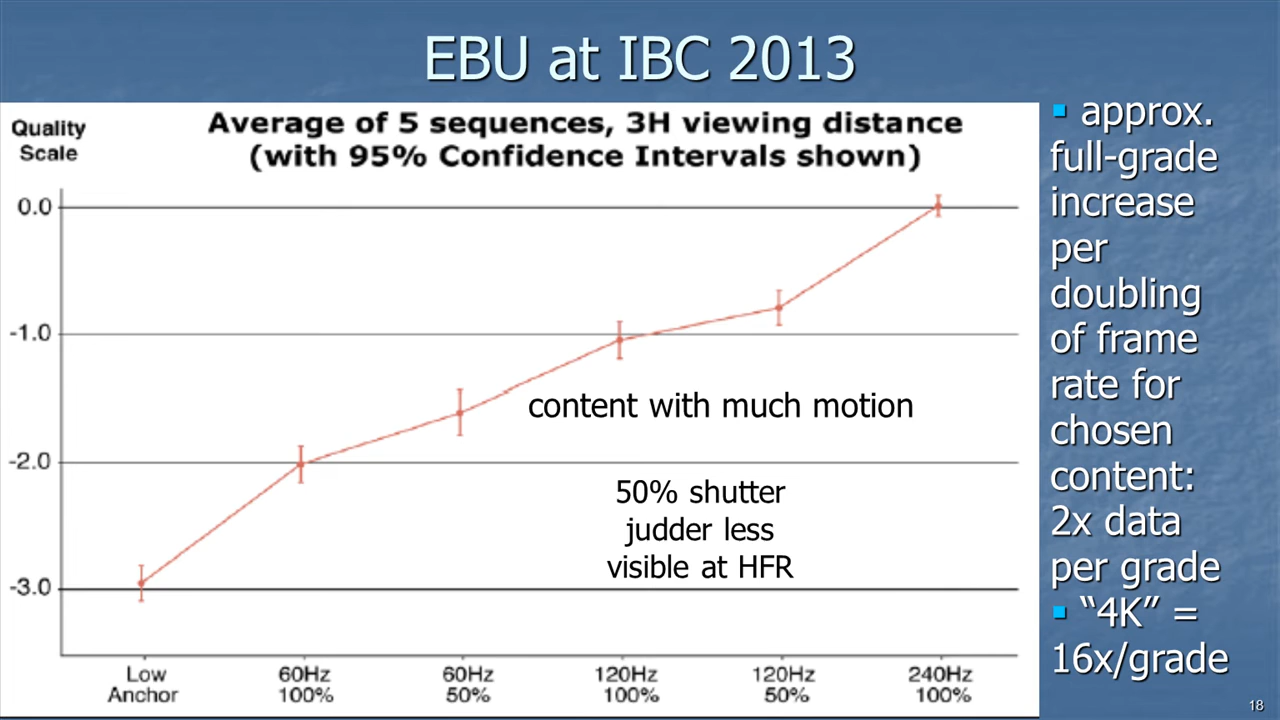 EBU at IBC 2013
Quality
Scale
Average of 5 sequences, 3H viewing distance
(with 95% Confidence Intervals shown)
0.0
-1.0
-2.0
-3.0
content with much motion
50% shutter
judder less
visible at HFR
Low
Anchor
60Hz
100%
60Hz
50%
120Hz
100%
120Hz
50%
240Hz
100%
▪ approx.
full-grade
increase
per
doubling
of frame
rate for
chosen
content:
2x data
per grade
▪ “4K” =
16x/grade
18